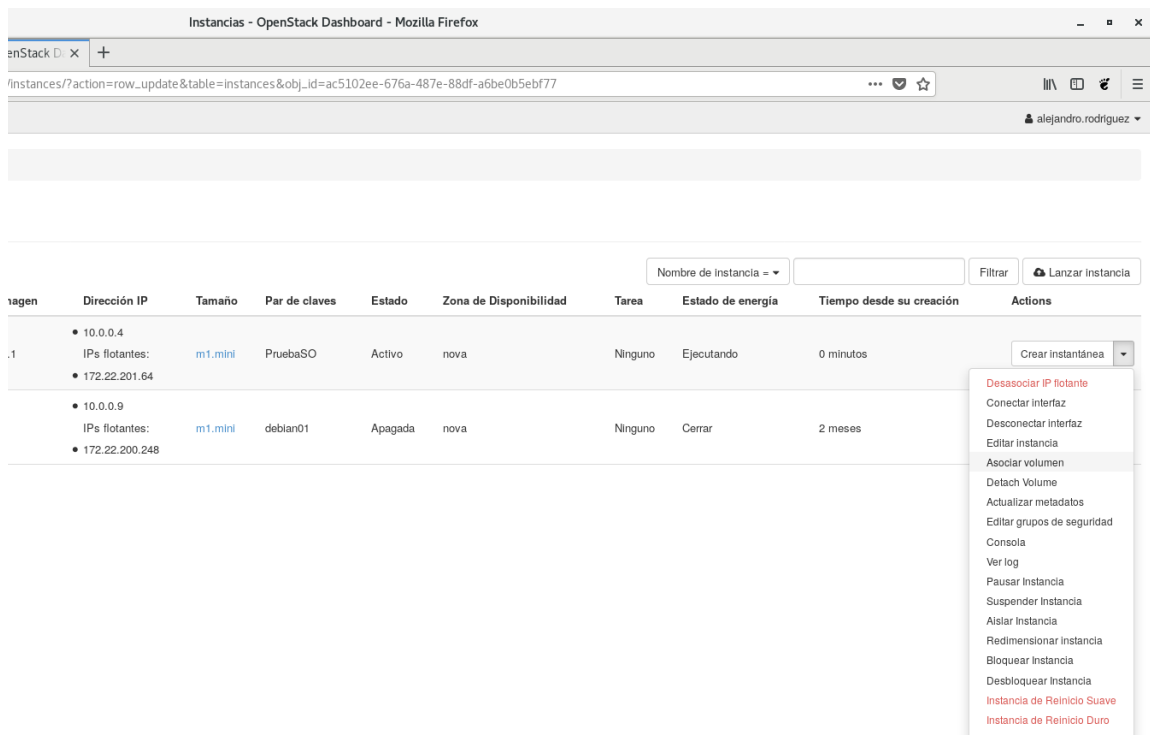 Instancias - OpenStack Dashboard - Mozilla Firefox
enStack Da
/instances/?action=row_update&table=instances&obj_id=ac5102ee-676a-487e-88df-a6be0b5ebf77
alejandro.rodriguez
Nombre de instancia =
Filtrar
Lanzar instancia
nagen Dirección IP Tamaño Par de claves Estado Zona de Disponibilidad Tarea Estado de energía Tiempo desde su creación Actions
10.0.0.4
.1 IPs flotantes: m1.mini PruebaSO Activo nova Ninguno Ejecutando 0 minutos Crear instantánea
172.22.201.64
10.0.0.9
IPs flotantes: m1.mini debian01 Apagada nova Ninguno Cerrar 2 meses
172.22.200.248
Desasociar IP flotante
Conectar interfaz
Desconectar interfaz
Editar instancia
Asociar volumen
Detach Volume
Actualizar metadatos
Editar grupos de seguridad
Consola
Ver log
Pausar Instancia
Suspender Instancia
Aislar Instancia
Redimensionar instancia
Bloquear Instancia
Desbloquear Instancia
Instancia de Reinicio Suave
Instancia de Reinicio Duro